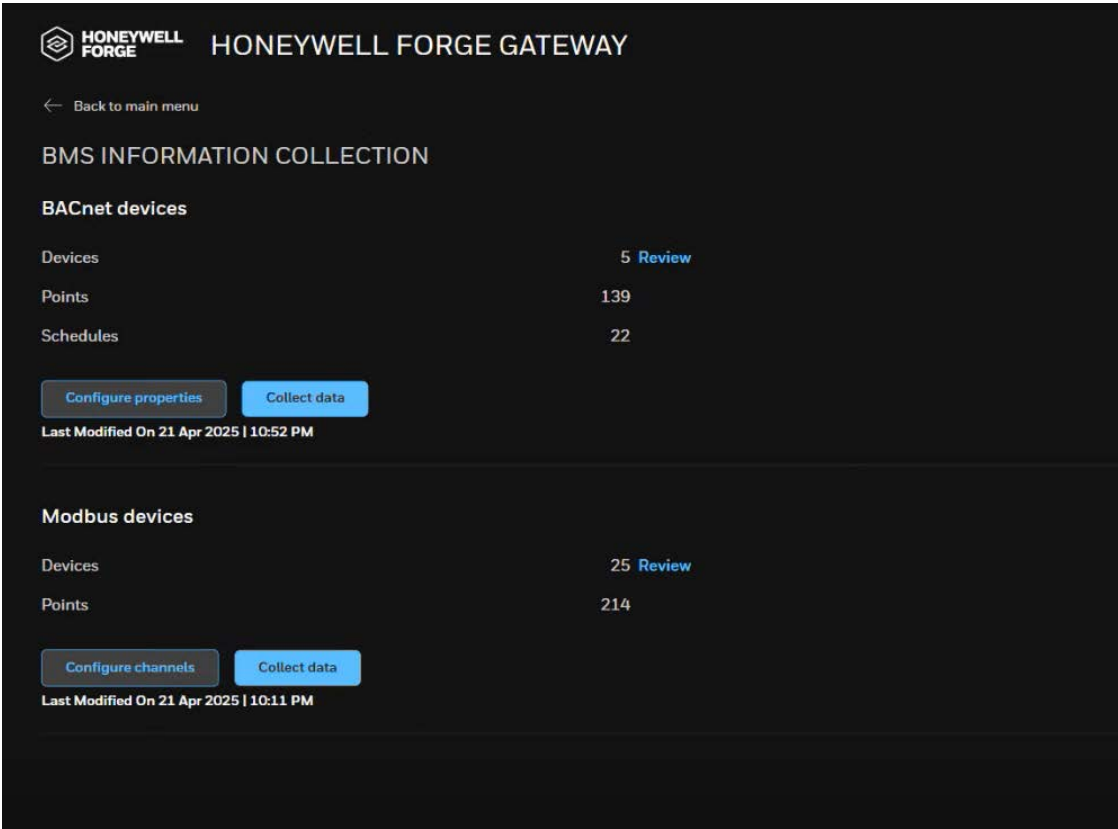 HONEYWELL
FORGE
HONEYWELL FORGE GATEWAY
Back to main menu
BMS INFORMATION COLLECTION
BACnet devices
Devices 5 Review
Points 139
Schedules 22
Configure properties Collect data
Last Modified On 21 Apr 2025 | 10:52 PM
Modbus devices
Devices 25 Review
Points 214
Configure channels Collect data
Last Modified On 21 Apr 2025 | 10:11 PM